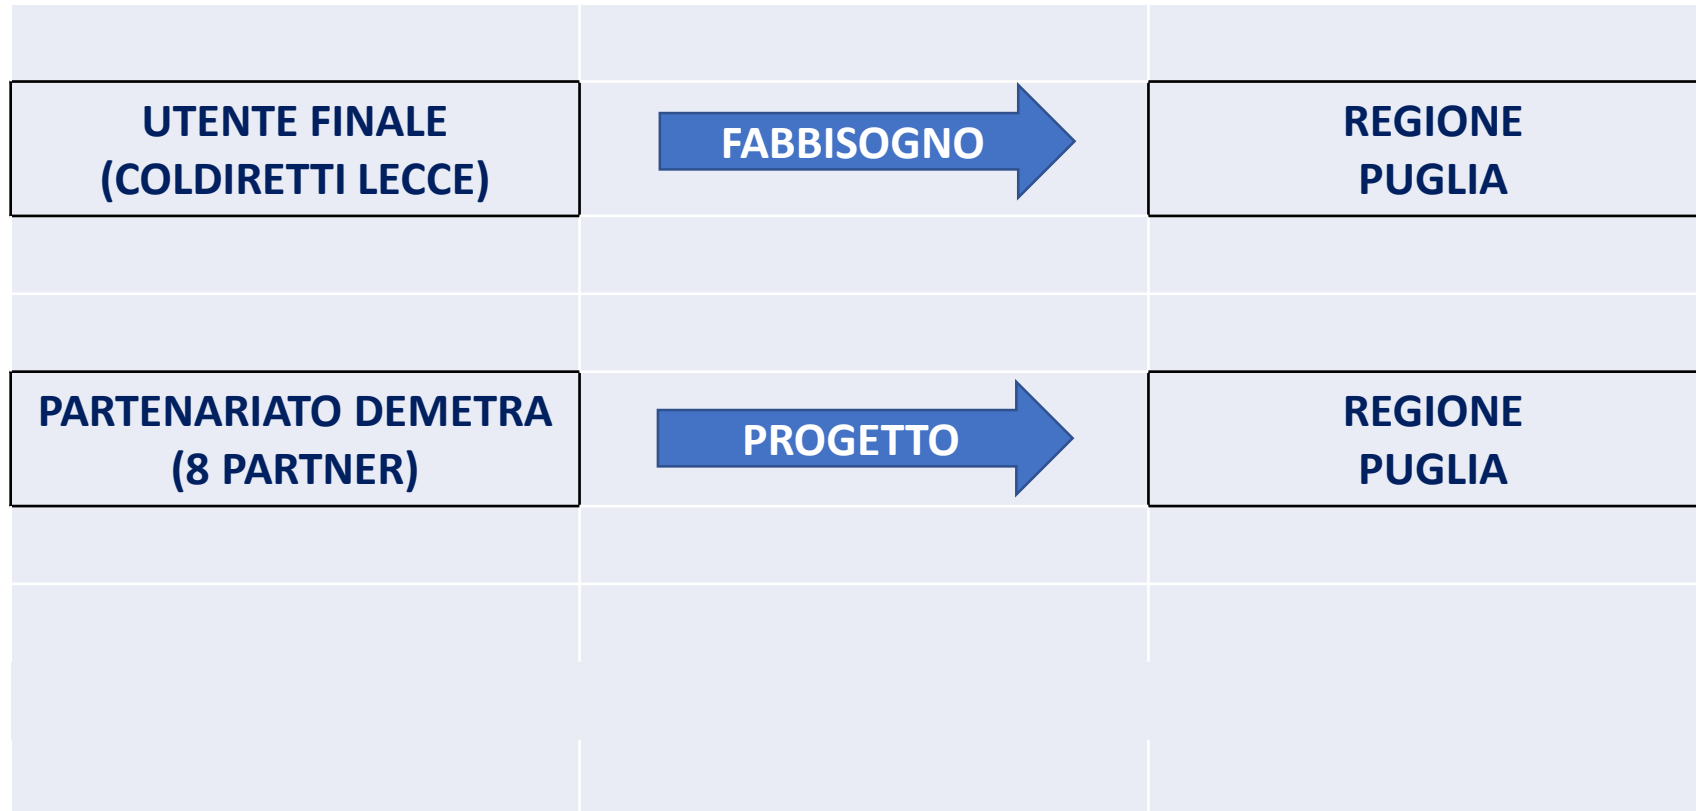 UTENTE FINALE
(COLDIRETTI LECCE)
FABBISOGNO
REGIONE
PUGLIA
PARTENARIATO DEMETRA
(8 PARTNER)
PROGETTO
REGIONE
PUGLIA